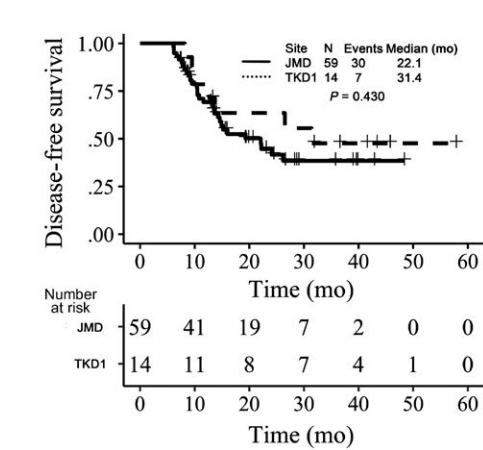 Disease-free survival
1.00
.75
.50
.25
.00
Site N Events Median (mo)
JMD 59 30 22.1
TKD1 14 7 31.4
P = 0.430
0 10 20 30 40 50 60
Time (mo)
Number
at risk
JMD 59 41 19 7 2 0 0
TKD1 14 11 8 7 4 1 0
0 10 20 30 40 50 60
Time (mo)